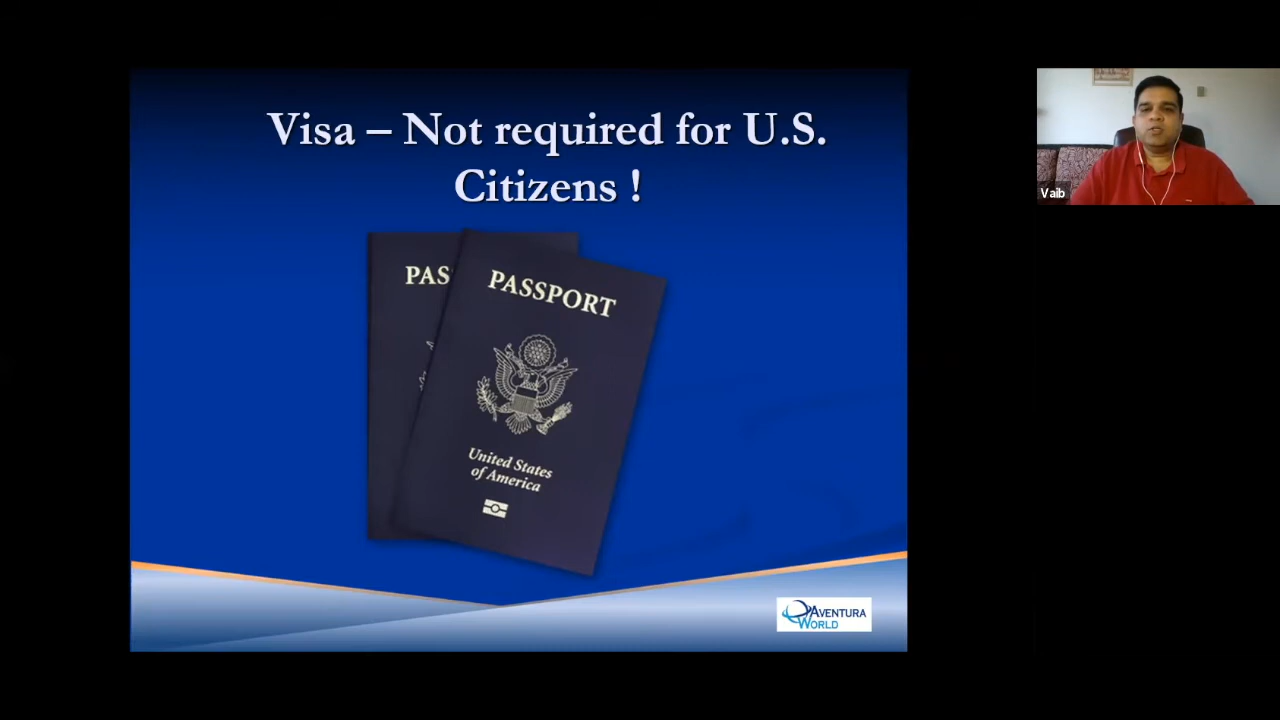 Visa – Not required for U.S.
Citizens !
PAS
PASSPORT
United States
of America
AVENTURA
WORLD
Vaib